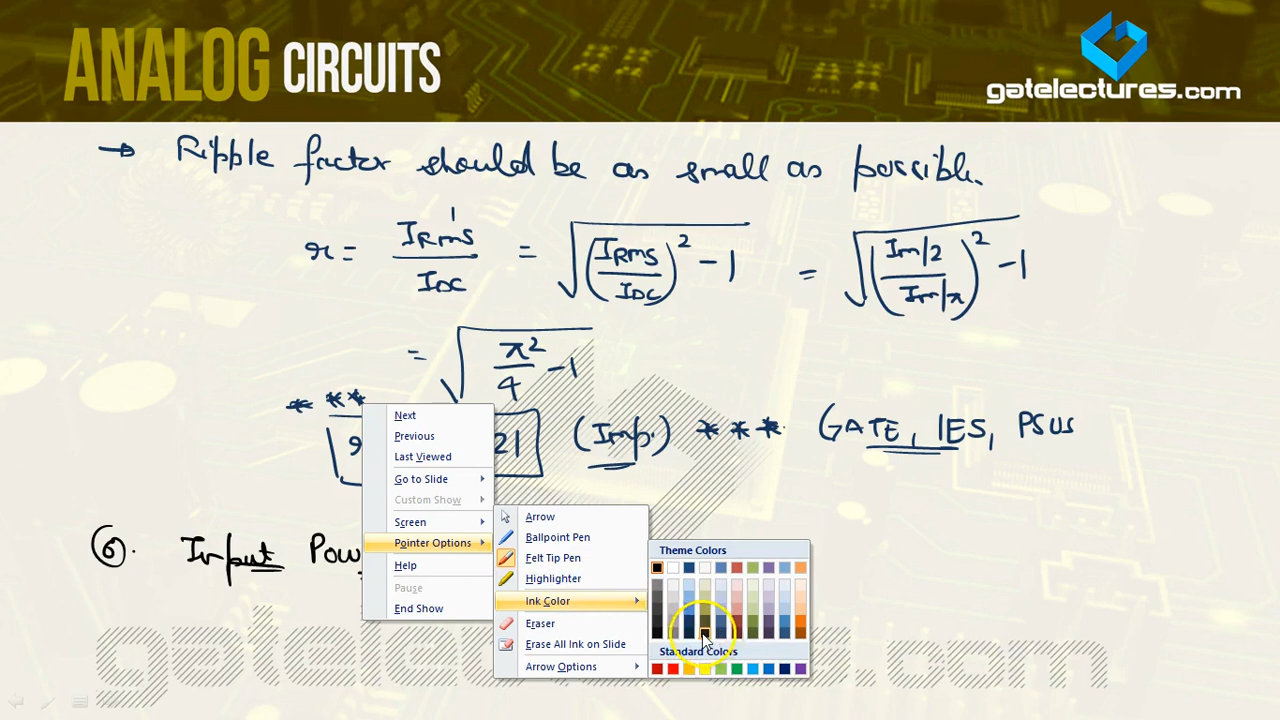 ANALOG CIRCUITS
gatelectures.com
→ Ripple factor should be as small as possible.
r = I'RMS / IDC = √((IRMS / IDC)² - 1) = √((Im/2 / Im/π)² - 1)
= √(π²/4 - 1)
* * *
21 (Imp.) * * * GATE, IES, PSUs
⑥. Input Pow
Next
Previous
Last Viewed
Go to Slide
Custom Show
Screen
Pointer Options
Help
Pause
End Show
Arrow
Ballpoint Pen
Felt Tip Pen
Highlighter
Ink Color
Eraser
Erase All Ink on Slide
Arrow Options
Theme Colors
Standard Colors